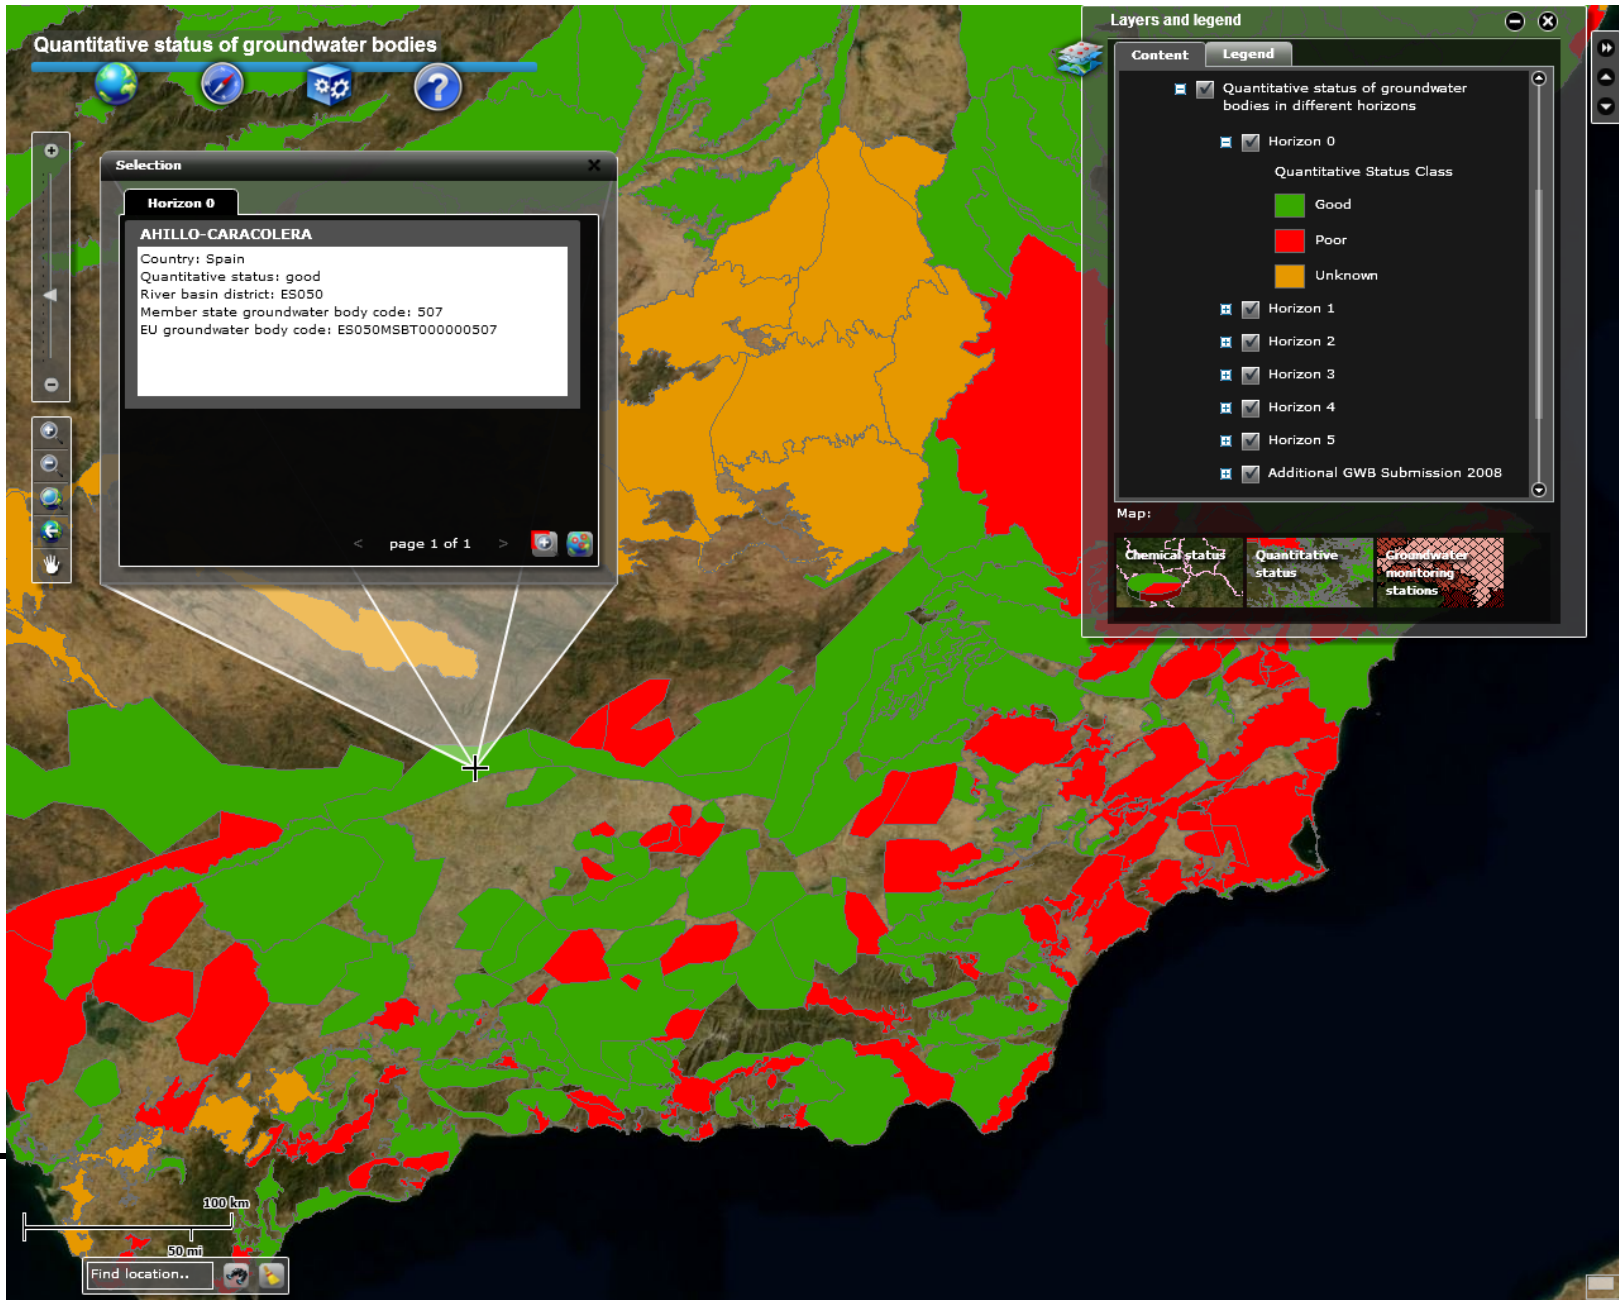 Quantitative status of groundwater bodies
Selection
Horizon 0
AHILLO-CARACOLERA
Country: Spain
Quantitative status: good
River basin district: ES050
Member state groundwater body code: 507
EU groundwater body code: ES050MSBT000000507
< page 1 of 1 >
Layers and legend
Content
Legend
Quantitative status of groundwater
bodies in different horizons
Horizon 0
Quantitative Status Class
Good
Poor
Unknown
Horizon 1
Horizon 2
Horizon 3
Horizon 4
Horizon 5
Additional GWB Submission 2008
Map:
Chemical status
Quantitative
status
Groundwater
monitoring
stations
100 km
50 mi
Find location..